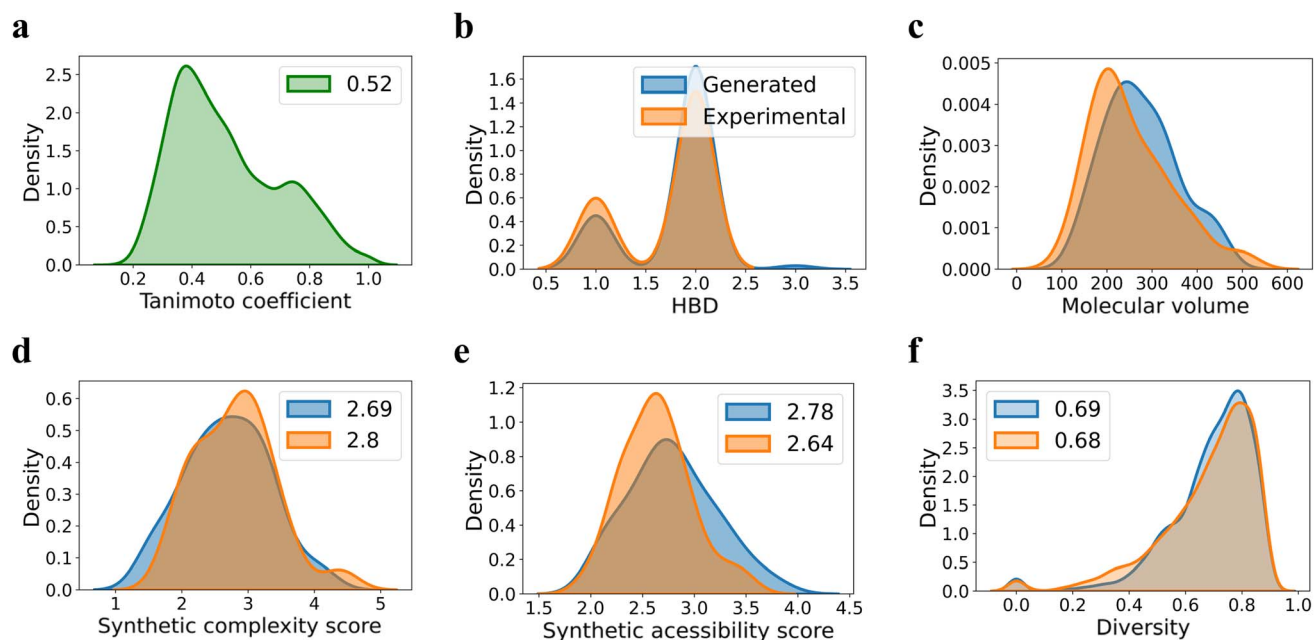 a
2.5
2.0
1.5
1.0
0.5
0.0
Density
0.52
0.2 0.4 0.6 0.8 1.0
Tanimoto coefficient
b
1.6
1.4
1.2
1.0
0.8
0.6
0.4
0.2
0.0
Density
Generated
Experimental
0.5 1.0 1.5 2.0 2.5 3.0 3.5
HBD
c
0.005
0.004
0.003
0.002
0.001
0.000
Density
0 100 200 300 400 500 600
Molecular volume
d
0.6
0.5
0.4
0.3
0.2
0.1
0.0
Density
2.69
2.8
1 2 3 4 5
Synthetic complexity score
e
1.2
1.0
0.8
0.6
0.4
0.2
0.0
Density
2.78
2.64
1.5 2.0 2.5 3.0 3.5 4.0 4.5
Synthetic acessibility score
f
3.5
3.0
2.5
2.0
1.5
1.0
0.5
0.0
Density
0.69
0.68
0.0 0.2 0.4 0.6 0.8 1.0
Diversity